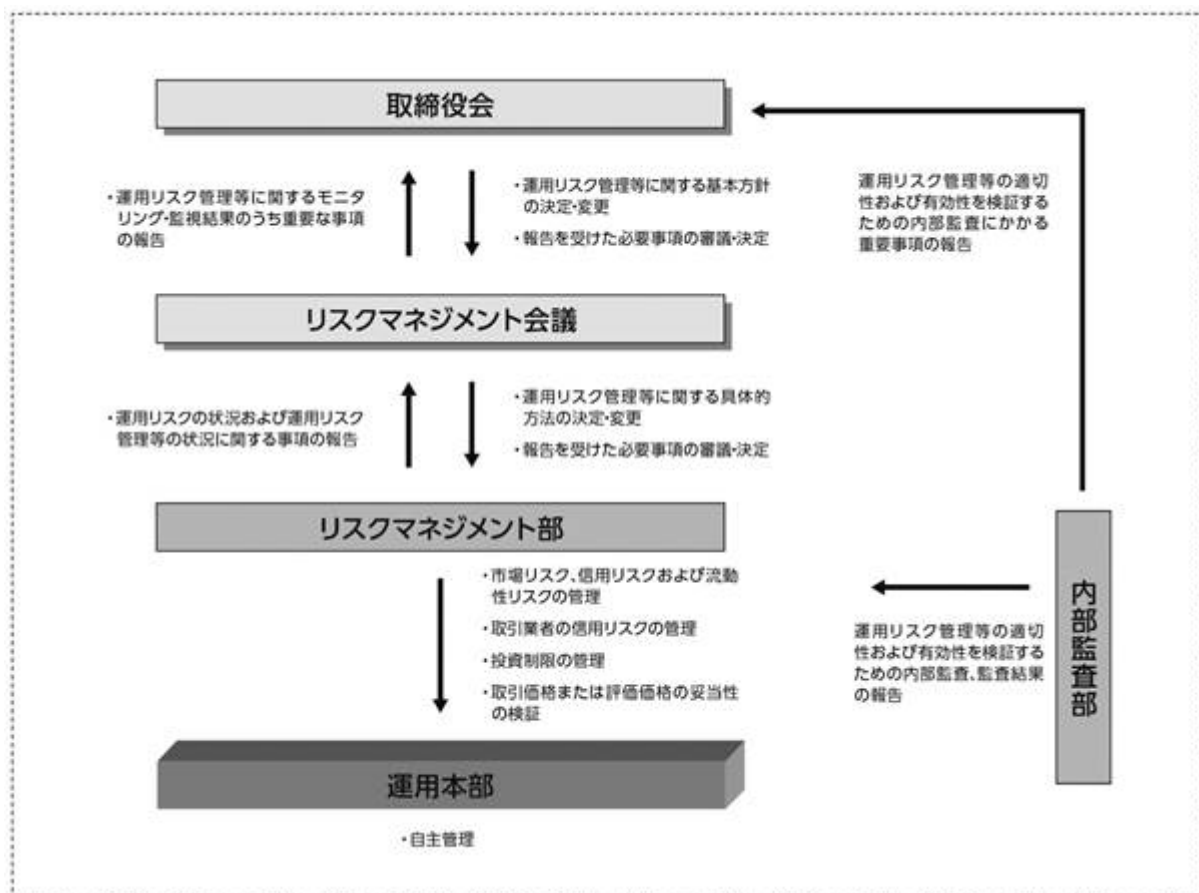 取締役会
・運用リスク管理等に関するモニタ
リング・監視結果のうち重要な事項
の報告
・運用リスク管理等に関する基本方針
の決定・変更
・報告を受けた必要事項の審議・決定
運用リスク管理等の適切
性および有効性を検証する
ための内部監査にかかる
重要事項の報告
リスクマネジメント会議
・運用リスクの状況および運用リスク
管理等の状況に関する事項の報告
・運用リスク管理等に関する具体的
方法の決定・変更
・報告を受けた必要事項の審議・決定
リスクマネジメント部
・市場リスク、信用リスクおよび流動
性リスクの管理
・取引業者の信用リスクの管理
・投資制限の管理
・取引価格または評価価格の妥当性
の検証
運用リスク管理等の適切
性および有効性を検証する
ための内部監査、監査結果
の報告
内部監査部
運用本部
・自主管理